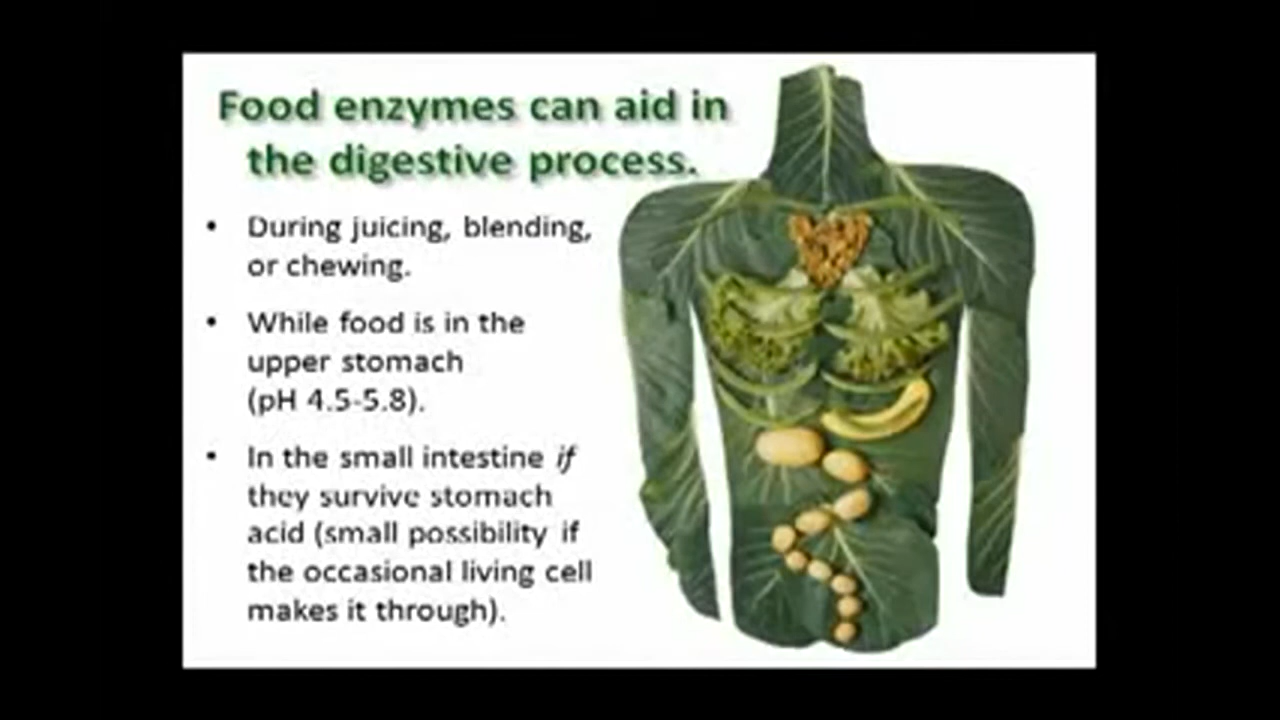 Food enzymes can aid in
the digestive process.
• During juicing, blending,
or chewing.
• While food is in the
upper stomach
(pH 4.5-5.8).
• In the small intestine if
they survive stomach
acid (small possibility if
the occasional living cell
makes it through).